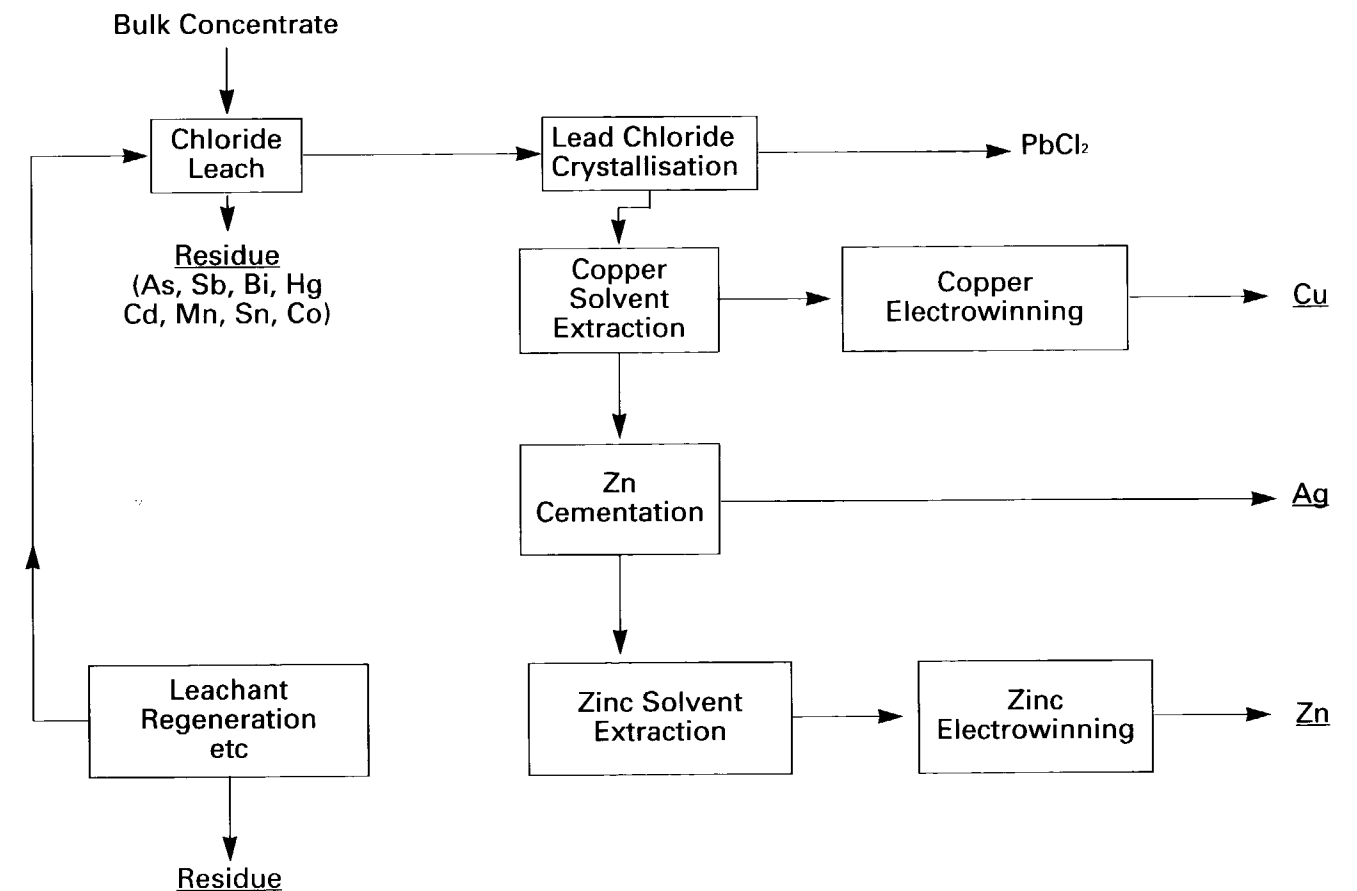 Bulk Concentrate
Chloride
Leach
Lead Chloride
Crystallisation
PbCl₂
Residue
(As, Sb, Bi, Hg
Cd, Mn, Sn, Co)
Copper
Solvent
Extraction
Copper
Electrowinning
Cu
Zn
Cementation
Ag
Leachant
Regeneration
etc
Zinc Solvent
Extraction
Zinc
Electrowinning
Zn
Residue